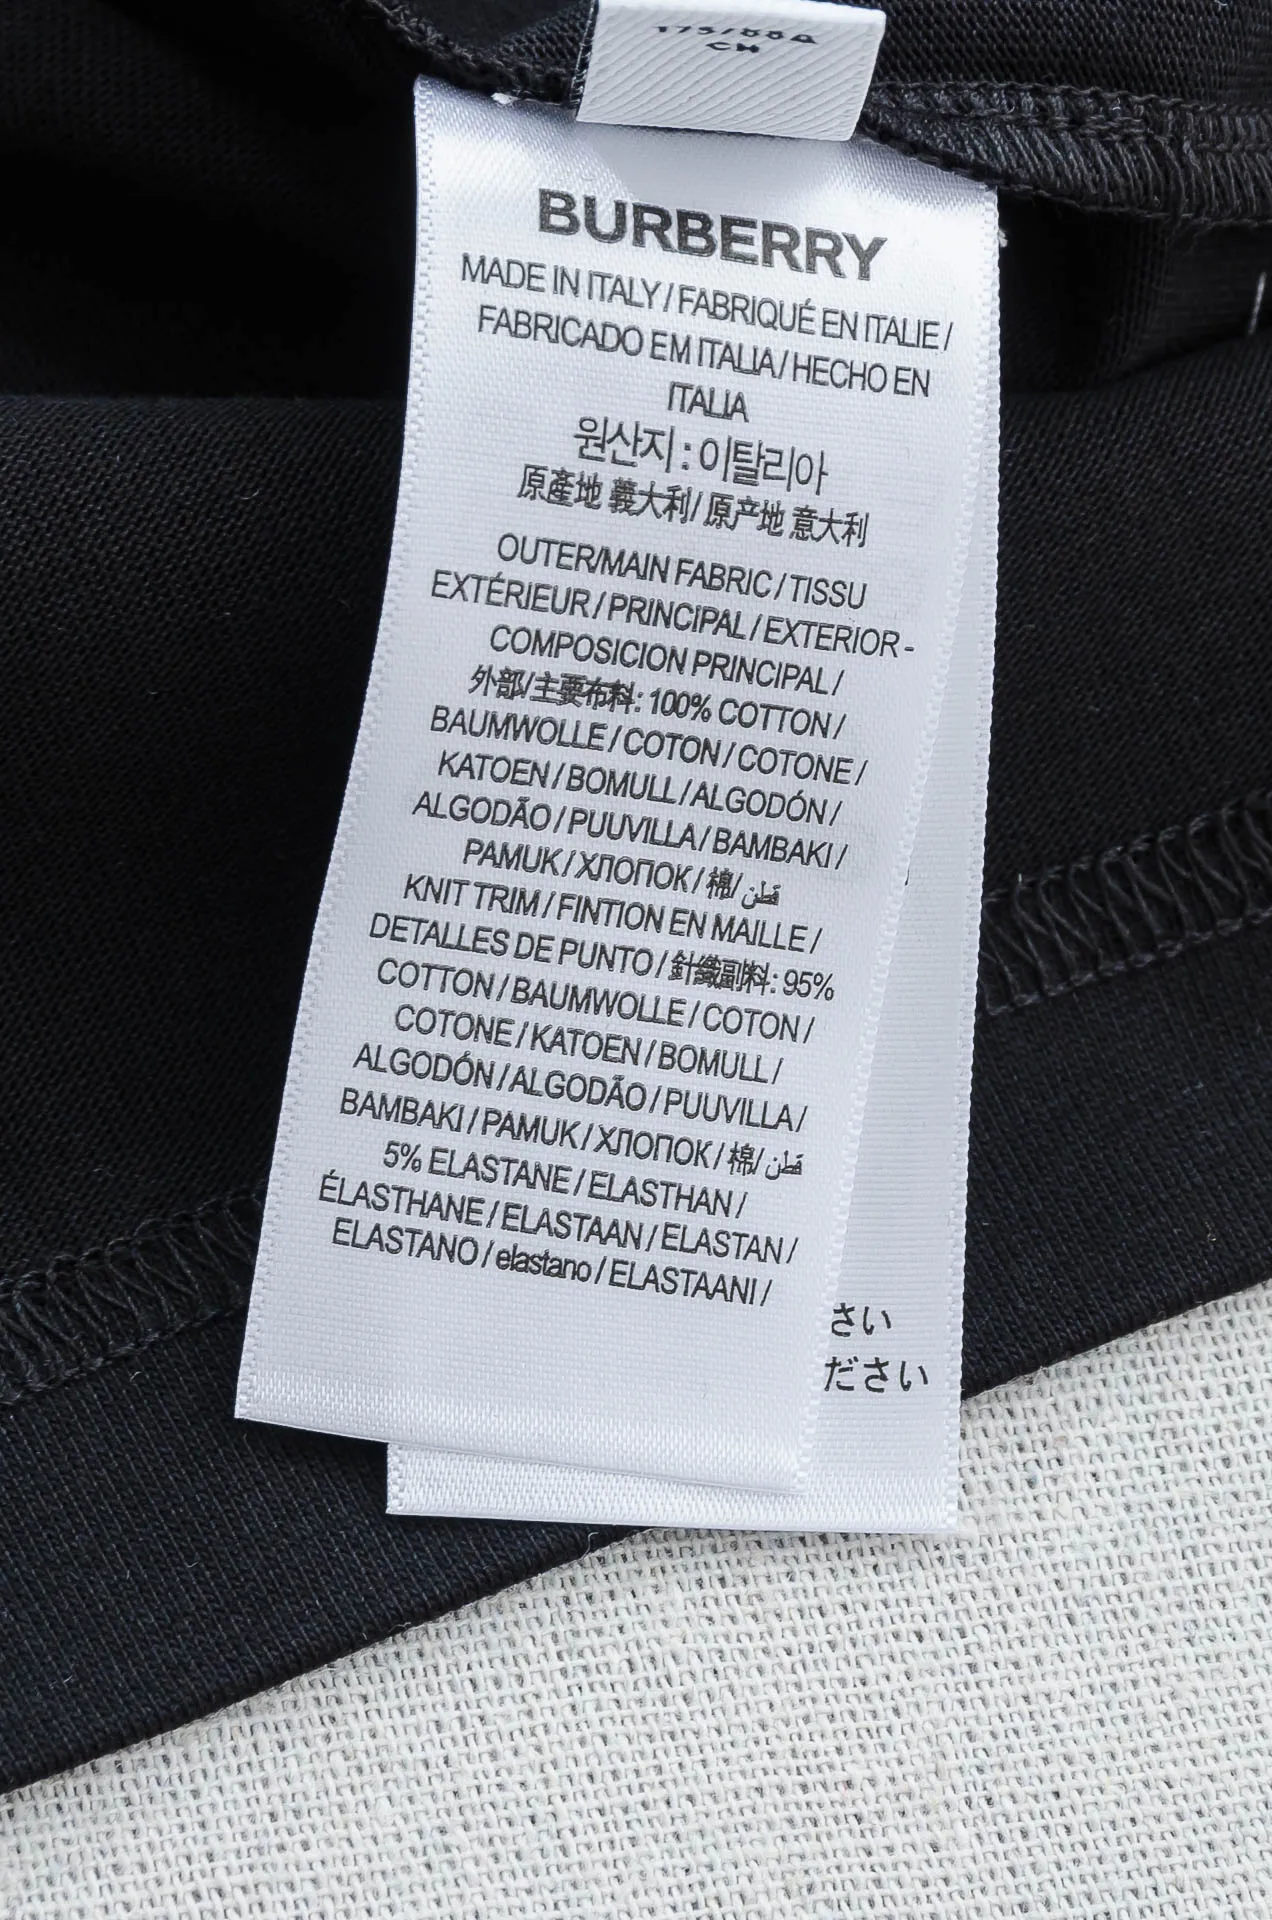 175/88A
CH
BURBERRY
MADE IN ITALY / FABRIQUÉ EN ITALIE /
FABRICADO EM ITALIA / HECHO EN
ITALIA
원산지 : 이탈리아
原產地 義大利/ 原产地 意大利
OUTER/MAIN FABRIC / TISSU
EXTÉRIEUR / PRINCIPAL / EXTERIOR -
COMPOSICION PRINCIPAL /
外部/主要布料: 100% COTTON /
BAUMWOLLE / COTON / COTONE /
KATOEN / BOMULL / ALGODÓN /
ALGODÃO / PUUVILLA / BAMBAKI /
PAMUK / ХЛОПОК / 棉/ قطن
KNIT TRIM / FINTION EN MAILLE /
DETALLES DE PUNTO / 針織副料: 95%
COTTON / BAUMWOLLE / COTON /
COTONE / KATOEN / BOMULL /
ALGODÓN / ALGODÃO / PUUVILLA /
BAMBAKI / PAMUK / ХЛОПОК / 棉/ قطن
5% ELASTANE / ELASTHAN /
ÉLASTHANE / ELASTAAN / ELASTAN /
ELASTANO / elastano / ELASTAANI /
さい
ださい